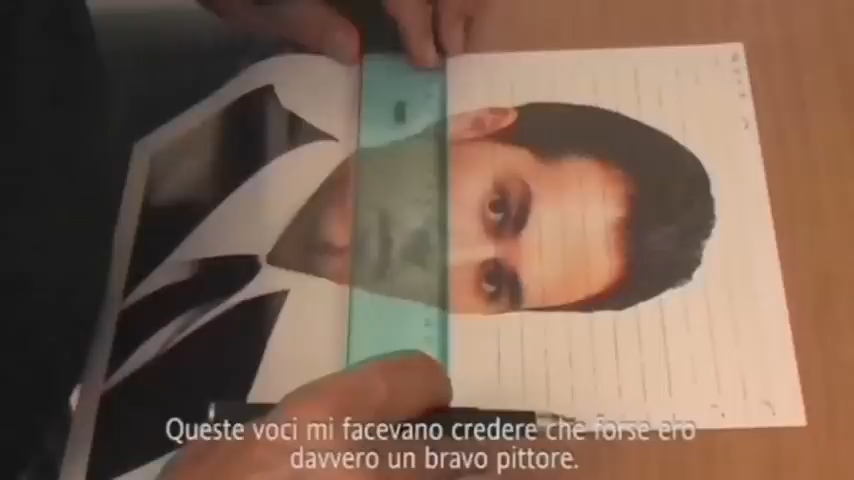 Queste voci mi facevano credere che forse ero
davvero un bravo pittore.